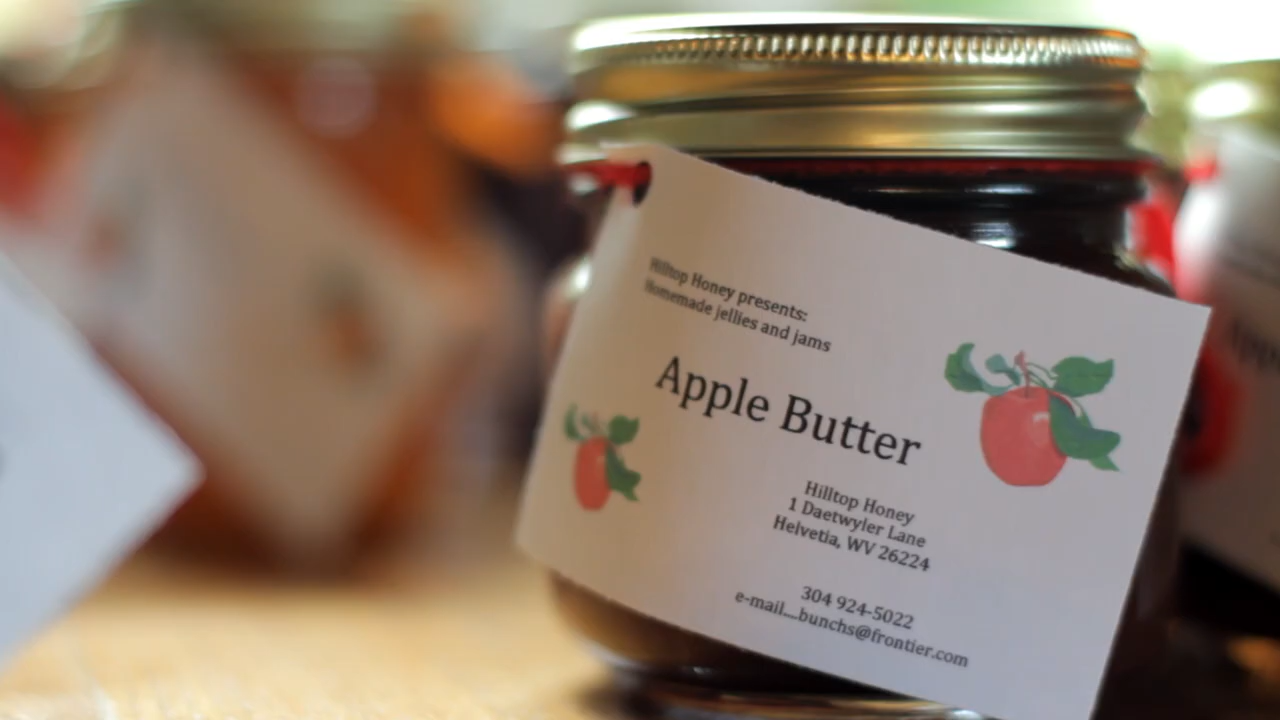 Hilltop Honey presents:
Homemade jellies and jams
Apple Butter
Hilltop Honey
1 Daetwyler Lane
Helvetia, WV 26224
304 924-5022
e-mail....bunchs@frontier.com